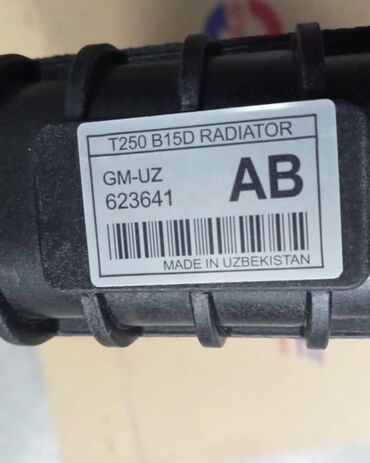 T250 B15D RADIATOR
GM-UZ
623641
AB
MADE IN UZBEKISTAN